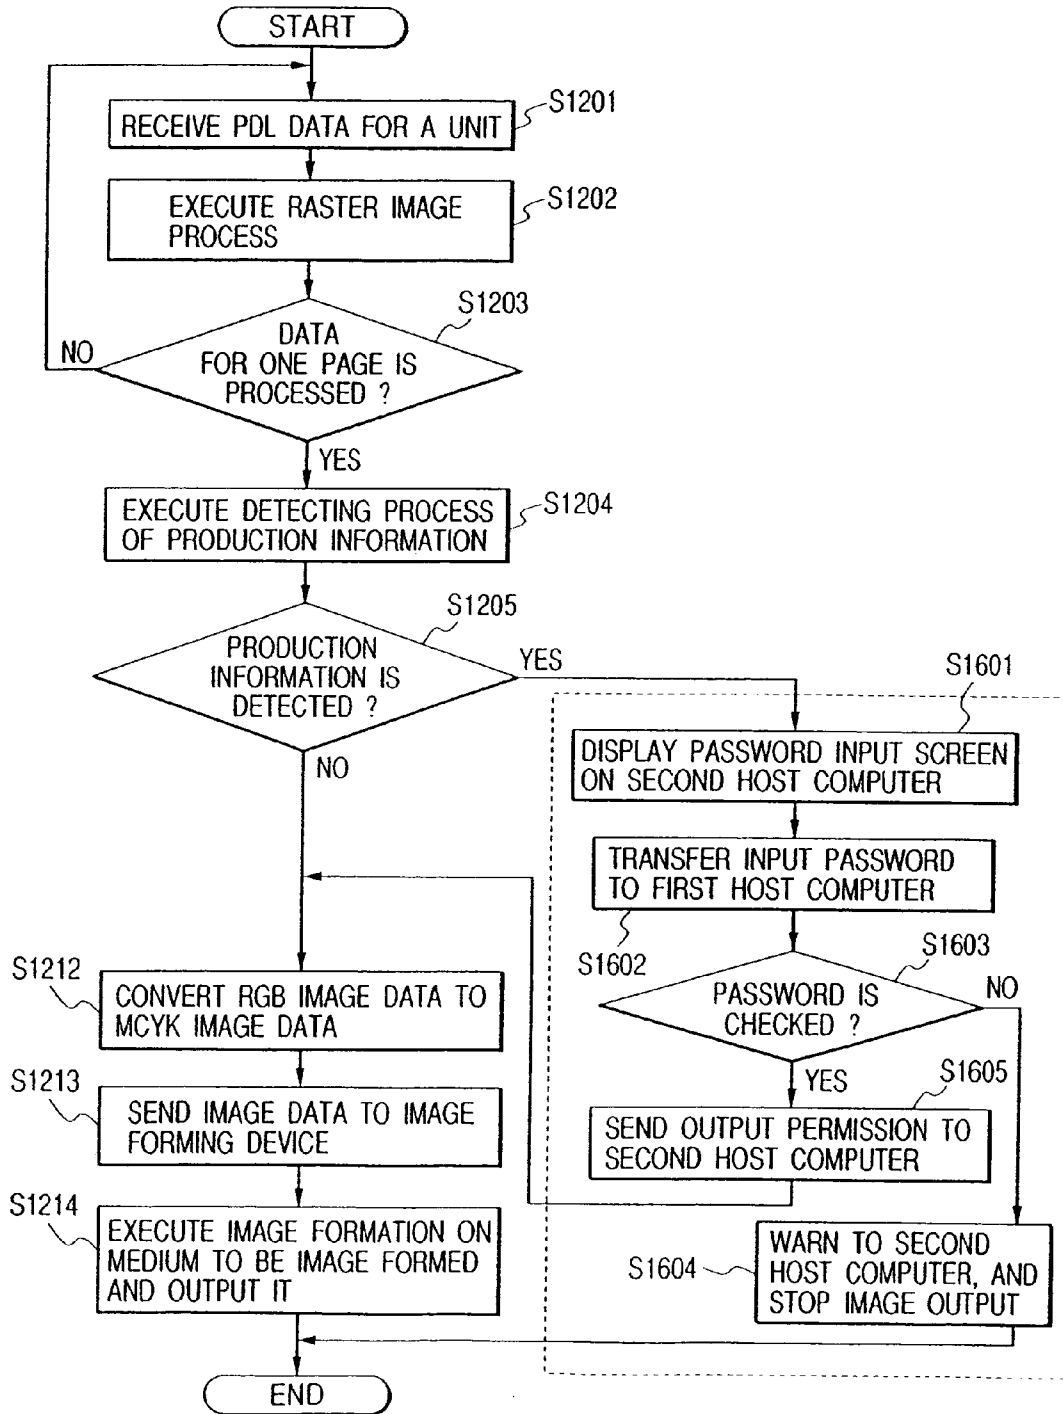 START
S1201
RECEIVE PDL DATA FOR A UNIT
S1202
EXECUTE RASTER IMAGE
PROCESS
S1203
DATA
FOR ONE PAGE IS
PROCESSED ?
NO
YES
S1204
EXECUTE DETECTING PROCESS
OF PRODUCTION INFORMATION
S1205
PRODUCTION
INFORMATION IS
DETECTED ?
YES
NO
S1601
DISPLAY PASSWORD INPUT SCREEN
ON SECOND HOST COMPUTER
TRANSFER INPUT PASSWORD
TO FIRST HOST COMPUTER
S1602
S1603
PASSWORD IS
CHECKED ?
NO
YES
S1605
SEND OUTPUT PERMISSION TO
SECOND HOST COMPUTER
S1604
WARN TO SECOND
HOST COMPUTER, AND
STOP IMAGE OUTPUT
S1212
CONVERT RGB IMAGE DATA TO
MCYK IMAGE DATA
S1213
SEND IMAGE DATA TO IMAGE
FORMING DEVICE
S1214
EXECUTE IMAGE FORMATION ON
MEDIUM TO BE IMAGE FORMED
AND OUTPUT IT
END